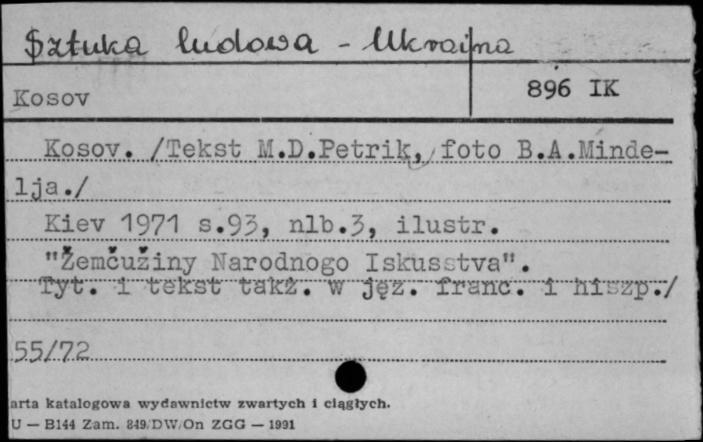 Sztuka ludowa - Ukraina
Kosov
896 IK
Kosov. /Tekst M.D.Petrik, foto B.A.Minde-
lja./
Kiev 1971 s.93, nlb.3, ilustr.
"Žemčužiny Narodnogo Iskusstva".
Tyt. i tekst takż. w jęz. franc. i hiszp./
55/72
arta katalogowa wydawnictw zwartych i ciągłych.
U — B144 Zam. 849/DW/On ZGG — 1991